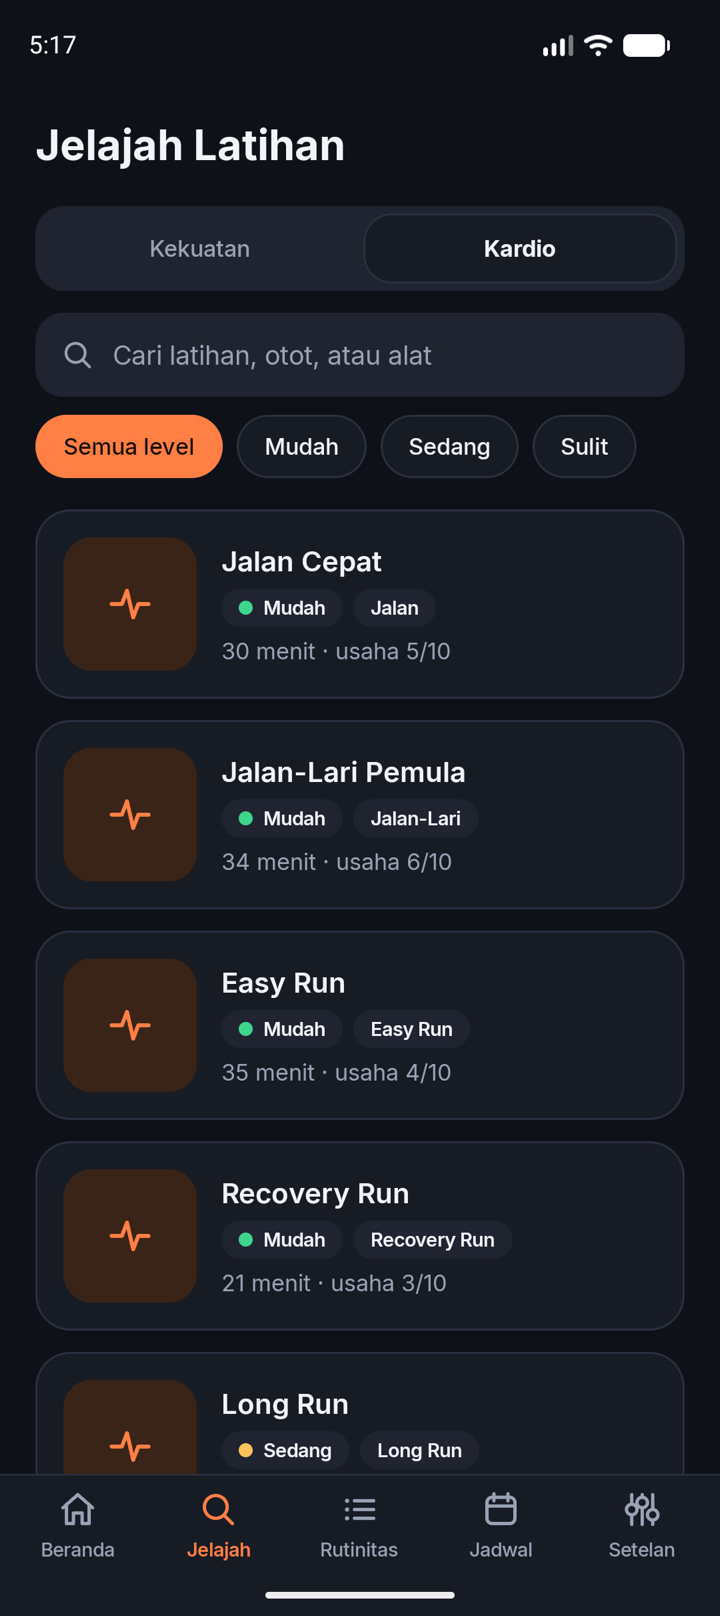 5:17
Jelajah Latihan
Kekuatan
Kardio
Cari latihan, otot, atau alat
Semua level
Mudah
Sedang
Sulit
Jalan Cepat
Mudah
Jalan
30 menit · usaha 5/10
Jalan-Lari Pemula
Mudah
Jalan-Lari
34 menit · usaha 6/10
Easy Run
Mudah
Easy Run
35 menit · usaha 4/10
Recovery Run
Mudah
Recovery Run
21 menit · usaha 3/10
Long Run
Sedang
Long Run
Beranda
Jelajah
Rutinitas
Jadwal
Setelan